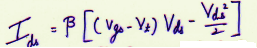 I_ds = β [ ( V_gs - V_t ) V_ds - V_ds²/2 ]